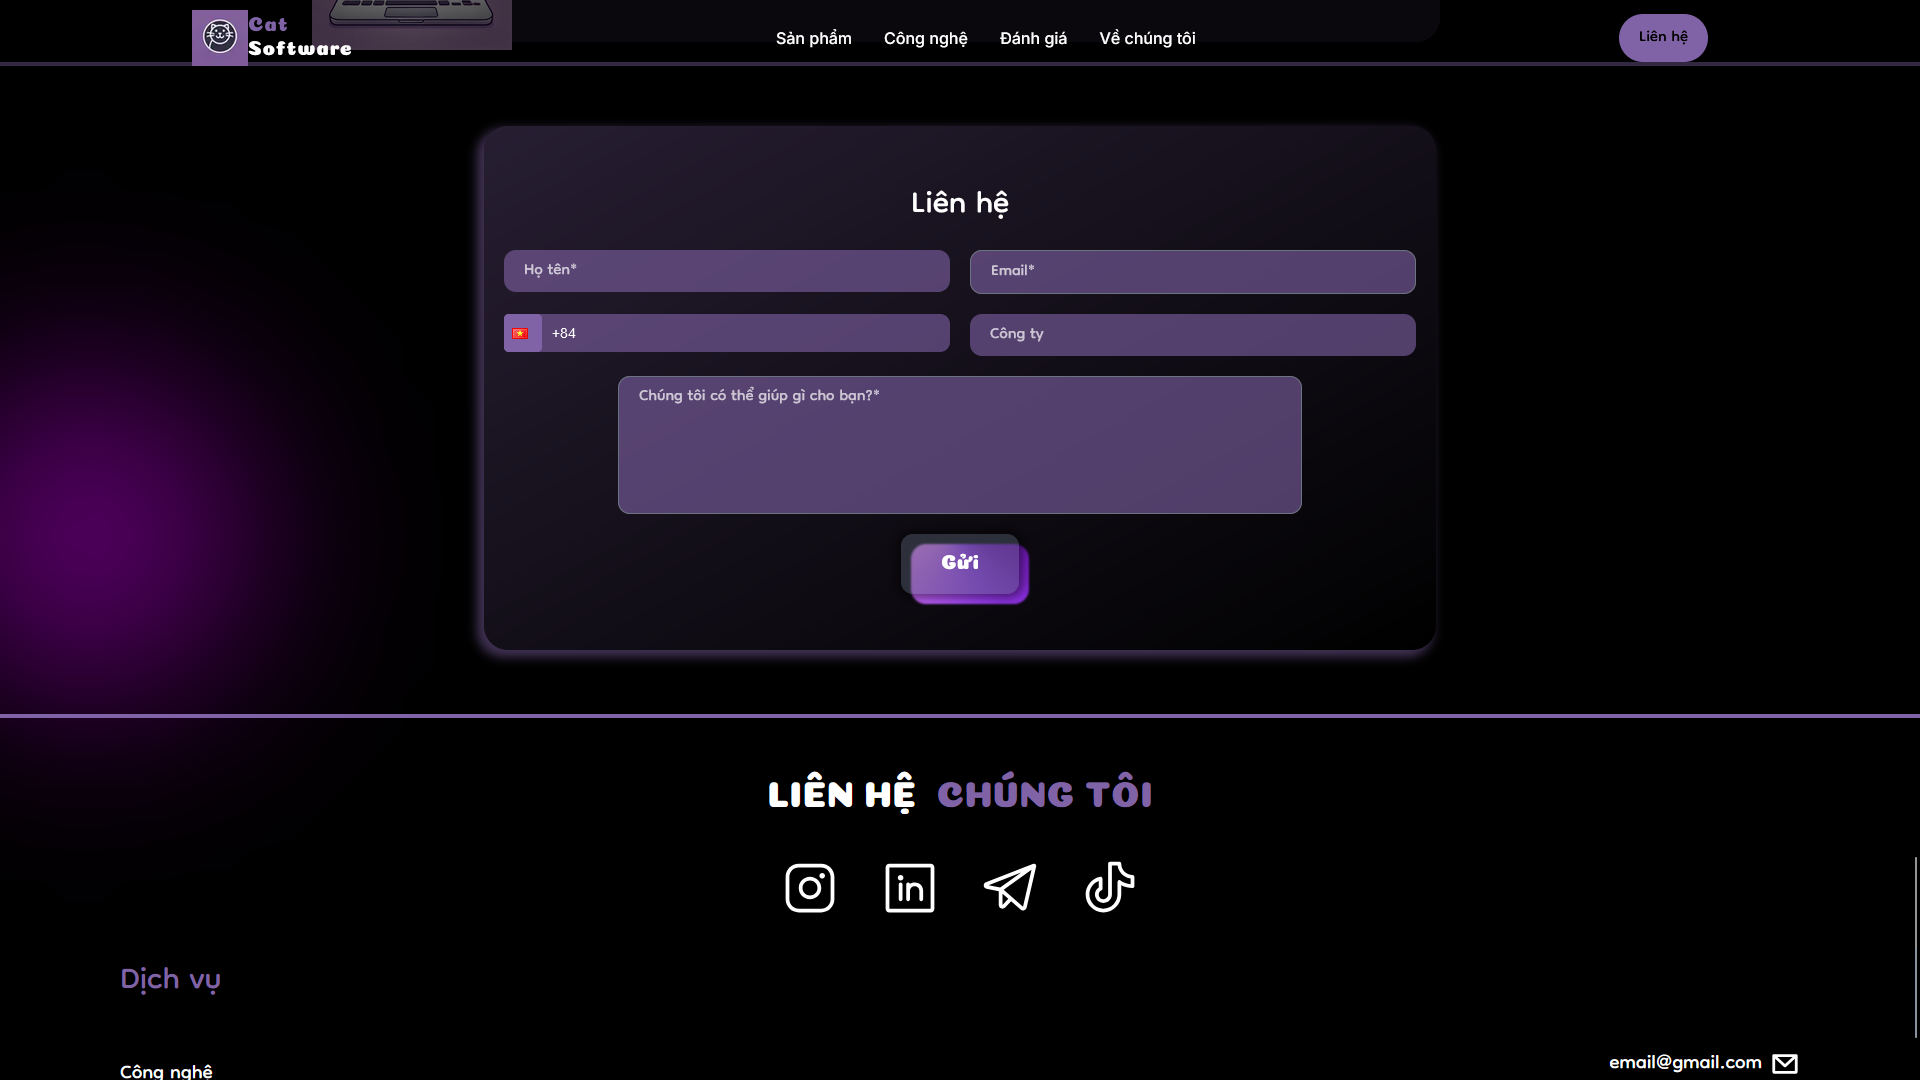 Cat
Software
Sản phẩm
Công nghệ
Đánh giá
Về chúng tôi
Liên hệ
Liên hệ
Họ tên*
Email*
+84
Công ty
Chúng tôi có thể giúp gì cho bạn?*
Gửi
LIÊN HỆ CHÚNG TÔI
Dịch vụ
email@gmail.com
Công nghệ